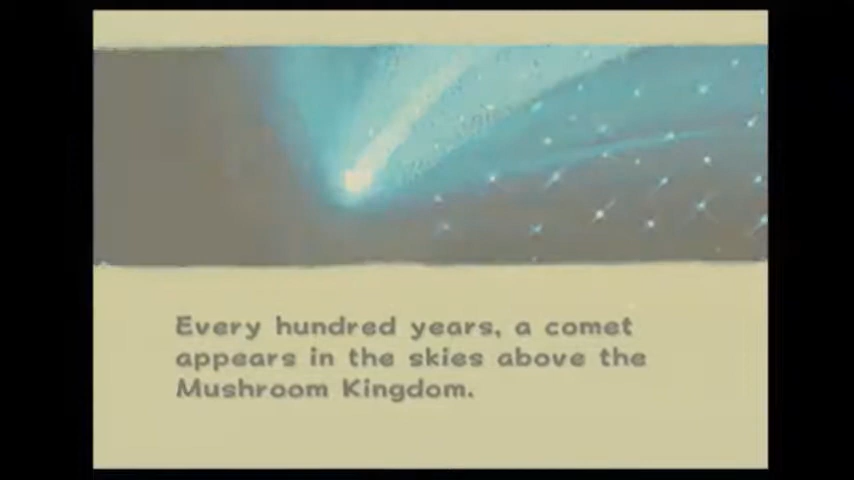 Every hundred years, a comet
appears in the skies above the
Mushroom Kingdom.